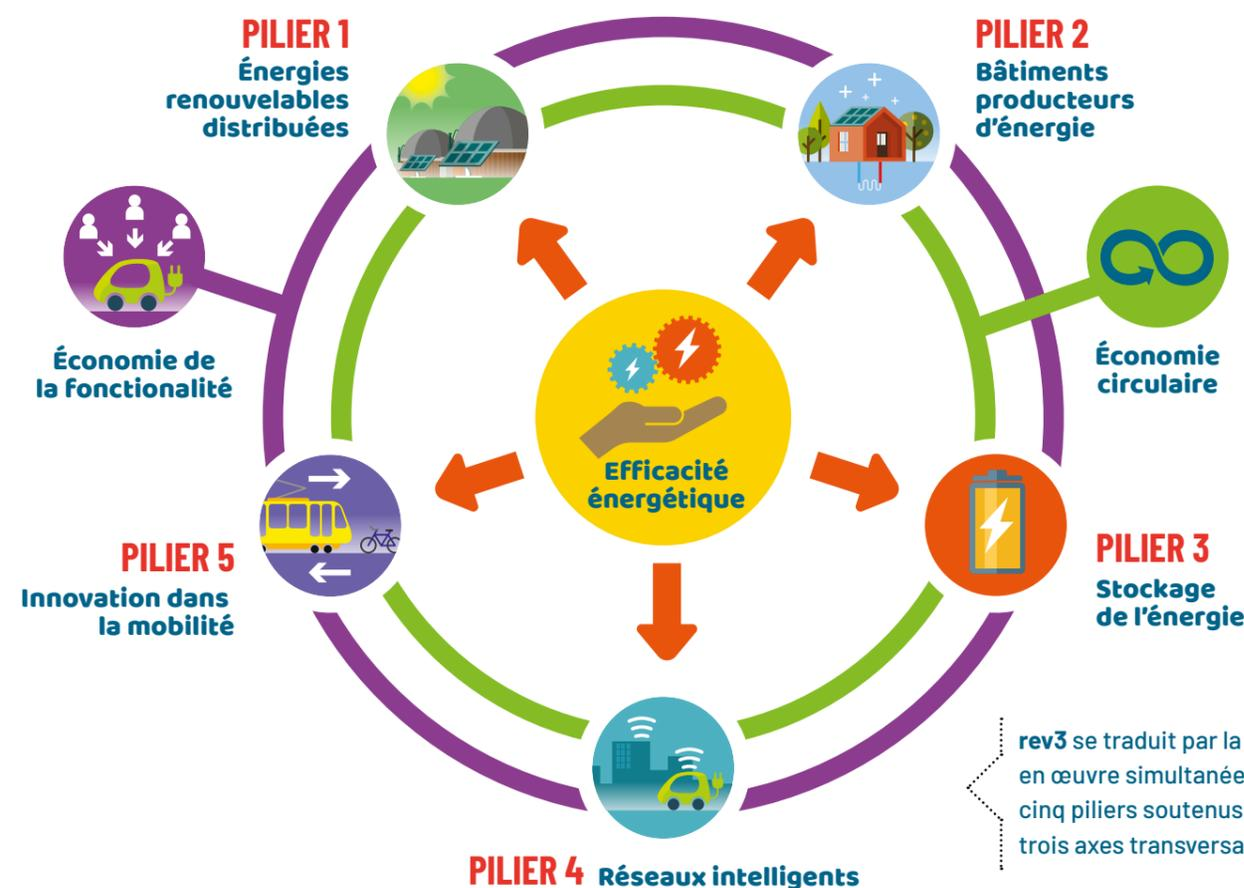 PILIER 1
Énergies
renouvelables
distribuées
PILIER 2
Bâtiments
producteurs
d’énergie
Économie de
la fonctionalité
Économie
circulaire
Efficacité
énergétique
PILIER 5
Innovation dans
la mobilité
PILIER 3
Stockage
de l’énergie
rev3 se traduit par la
en œuvre simultanée
cinq piliers soutenus
trois axes transversa
PILIER 4 Réseaux intelligents